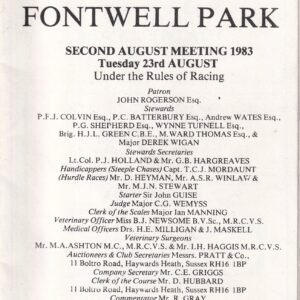 FONTWELL PARK
SECOND AUGUST MEETING 1983
Tuesday 23rd AUGUST
Under the Rules of Racing
Patron
JOHN ROGERSON Esq.
Stewards
P.F.J. COLVIN Esq., P.C. BATTERBURY Esq., Andrew WATES Esq.,
P.G. SHEPHERD Esq., WYNNE TUFNELL Esq.,
Brig. H.J.L. GREEN C.B.E., M.WARD THOMAS Esq., &
Major DEREK WIGAN
Stewards Secretaries
Lt.Col. P.J. HOLLAND & Mr. G.B. HARGREAVES
Handicappers (Steeple Chases) Capt. T.C.J. MORDAUNT
(Hurdle Races) Mr. D. HEYMAN, Mr. A.S.R. WINLAW &
Mr. M.J.N. STEWART
Starter Sir John GUISE
Judge Major C.G. WEMYSS
Clerk of the Scales Major Ian MANNING
Veterinary Officer Miss B.J. NEWSOME B.V.Sc., M.R.C.V.S.
Medical Officers Drs. H.E. MILLIGAN & J. MASKELL
Veterinary Surgeons
Mr. M.A. ASHTON M.C., M.R.C.V.S. & Mr. I.H. HAGGIS M.R.C.V.S.
Auctioneers & Club Secretaries Messrs. PRATT & Co.,
11 Boltro Road, Haywards Heath, Sussex RH16 1BP
Company Secretary Mr. C.E. GRIGGS
Clerk of the Course Mr. D. HUBBARD
11 Boltro Road, Haywards Heath, Sussex RH16 1BP
Commentator Mr. R. GRAY